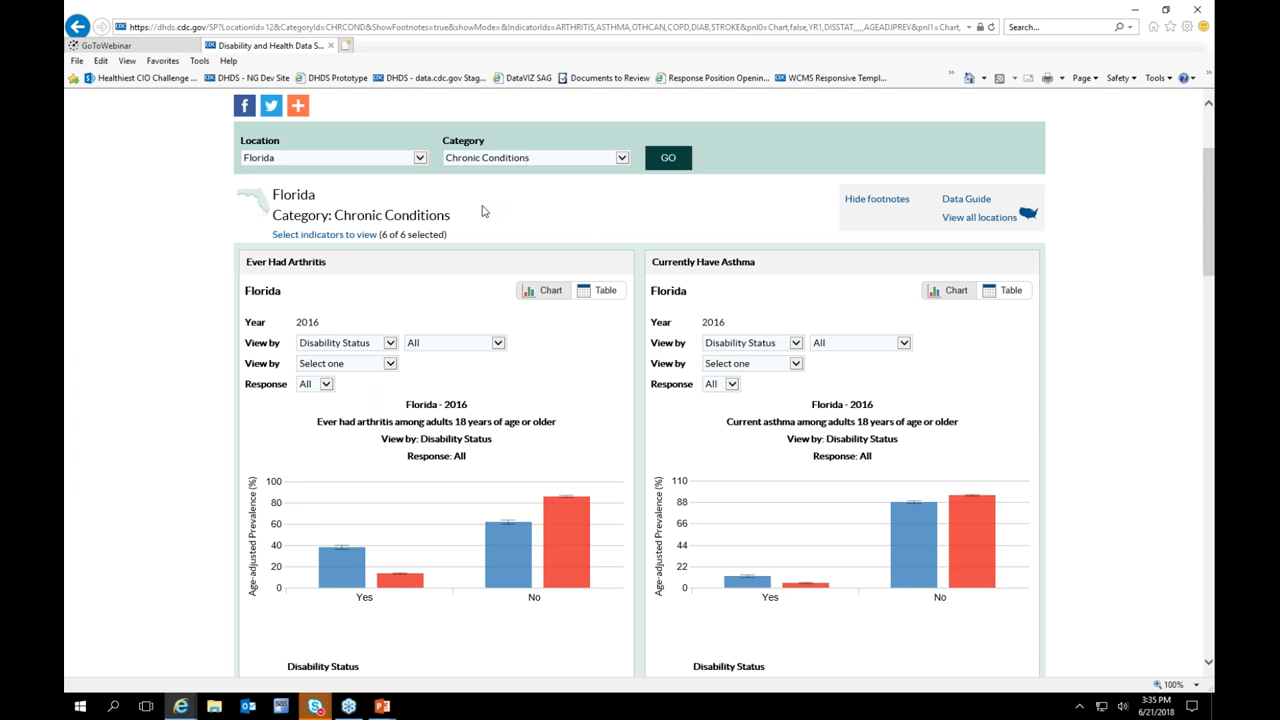 https://dhds.cdc.gov/SP?LocationId=12&CategoryId=CHRCOND&ShowFootnotes=true&showMode=&IndicatorIds=ARTHRITIS,ASTHMA,OTHCAN,COPD,DIAB,STROKE&pnl0=Chart,false,YR1,DISSTAT,,,,,AGEADJPREV&pnl1=Chart,
Search...
GoToWebinar
Disability and Health Data S...
File Edit View Favorites Tools Help
Healthiest CIO Challenge ... DHDS - NG Dev Site DHDS Prototype DHDS - data.cdc.gov Stag... DataVIZ SAG Documents to Review Response Position Openin... WCMS Responsive Templ...
Page Safety Tools
Location Category
Florida Chronic Conditions GO
Florida
Category: Chronic Conditions
Select indicators to view (6 of 6 selected)
Hide footnotes Data Guide
View all locations
Ever Had Arthritis
Florida Chart Table
Year 2016
View by Disability Status All
View by Select one
Response All
Florida - 2016
Ever had arthritis among adults 18 years of age or older
View by: Disability Status
Response: All
Age-adjusted Prevalence (%)
100
80
60
40
20
0
Yes No
Disability Status
Currently Have Asthma
Florida Chart Table
Year 2016
View by Disability Status All
View by Select one
Response All
Florida - 2016
Current asthma among adults 18 years of age or older
View by: Disability Status
Response: All
Age-adjusted Prevalence (%)
110
88
66
44
22
0
Yes No
Disability Status
100%
3:35 PM
6/21/2018